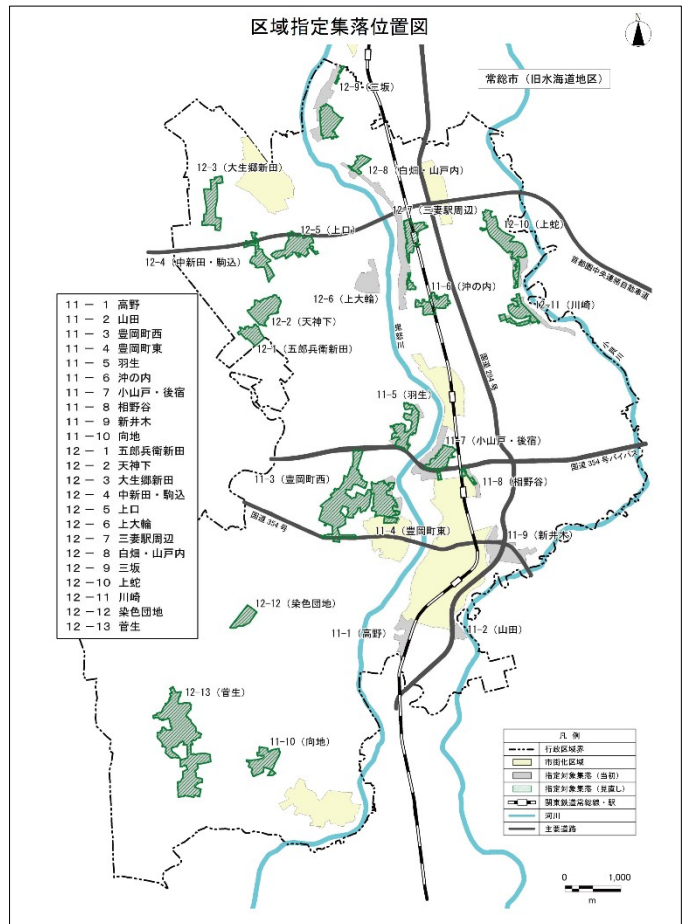 区域指定集落位置図
常総市（旧水海道地区）
12-9（三坂）
12-3（大生郷新田）
12-8（白畑・山戸内）
12-7（三妻駅周辺）
12-10（上蛇）
12-5（上口）
12-4（中新田・駒込）
首都圏中央連絡自動車道
11-6（沖の内）
12-6（上大輪）
12-11（川崎）
12-2（天神下）
12-1（五郎兵衛新田）
鬼怒川
国道294号
小貝川
11-5（羽生）
11-7（小山戸・後宿）
国道354号バイパス
11-3（豊岡町西）
11-8（相野谷）
11-4（豊岡町東）
国道354号
11-9（新井木）
12-12（染色団地）
11-1（高野）
11-2（山田）
12-13（菅生）
11-10（向地）
11－1 高野
11－2 山田
11－3 豊岡町西
11－4 豊岡町東
11－5 羽生
11－6 沖の内
11－7 小山戸・後宿
11－8 相野谷
11－9 新井木
11－10 向地
12－1 五郎兵衛新田
12－2 天神下
12－3 大生郷新田
12－4 中新田・駒込
12－5 上口
12－6 上大輪
12－7 三妻駅周辺
12－8 白畑・山戸内
12－9 三坂
12－10 上蛇
12－11 川崎
12－12 染色団地
12－13 菅生
凡例
行政区域界
市街化区域
指定対象集落（当初）
指定対象集落（見直し）
関東鉄道常総線・駅
河川
主要道路
0 1,000
m